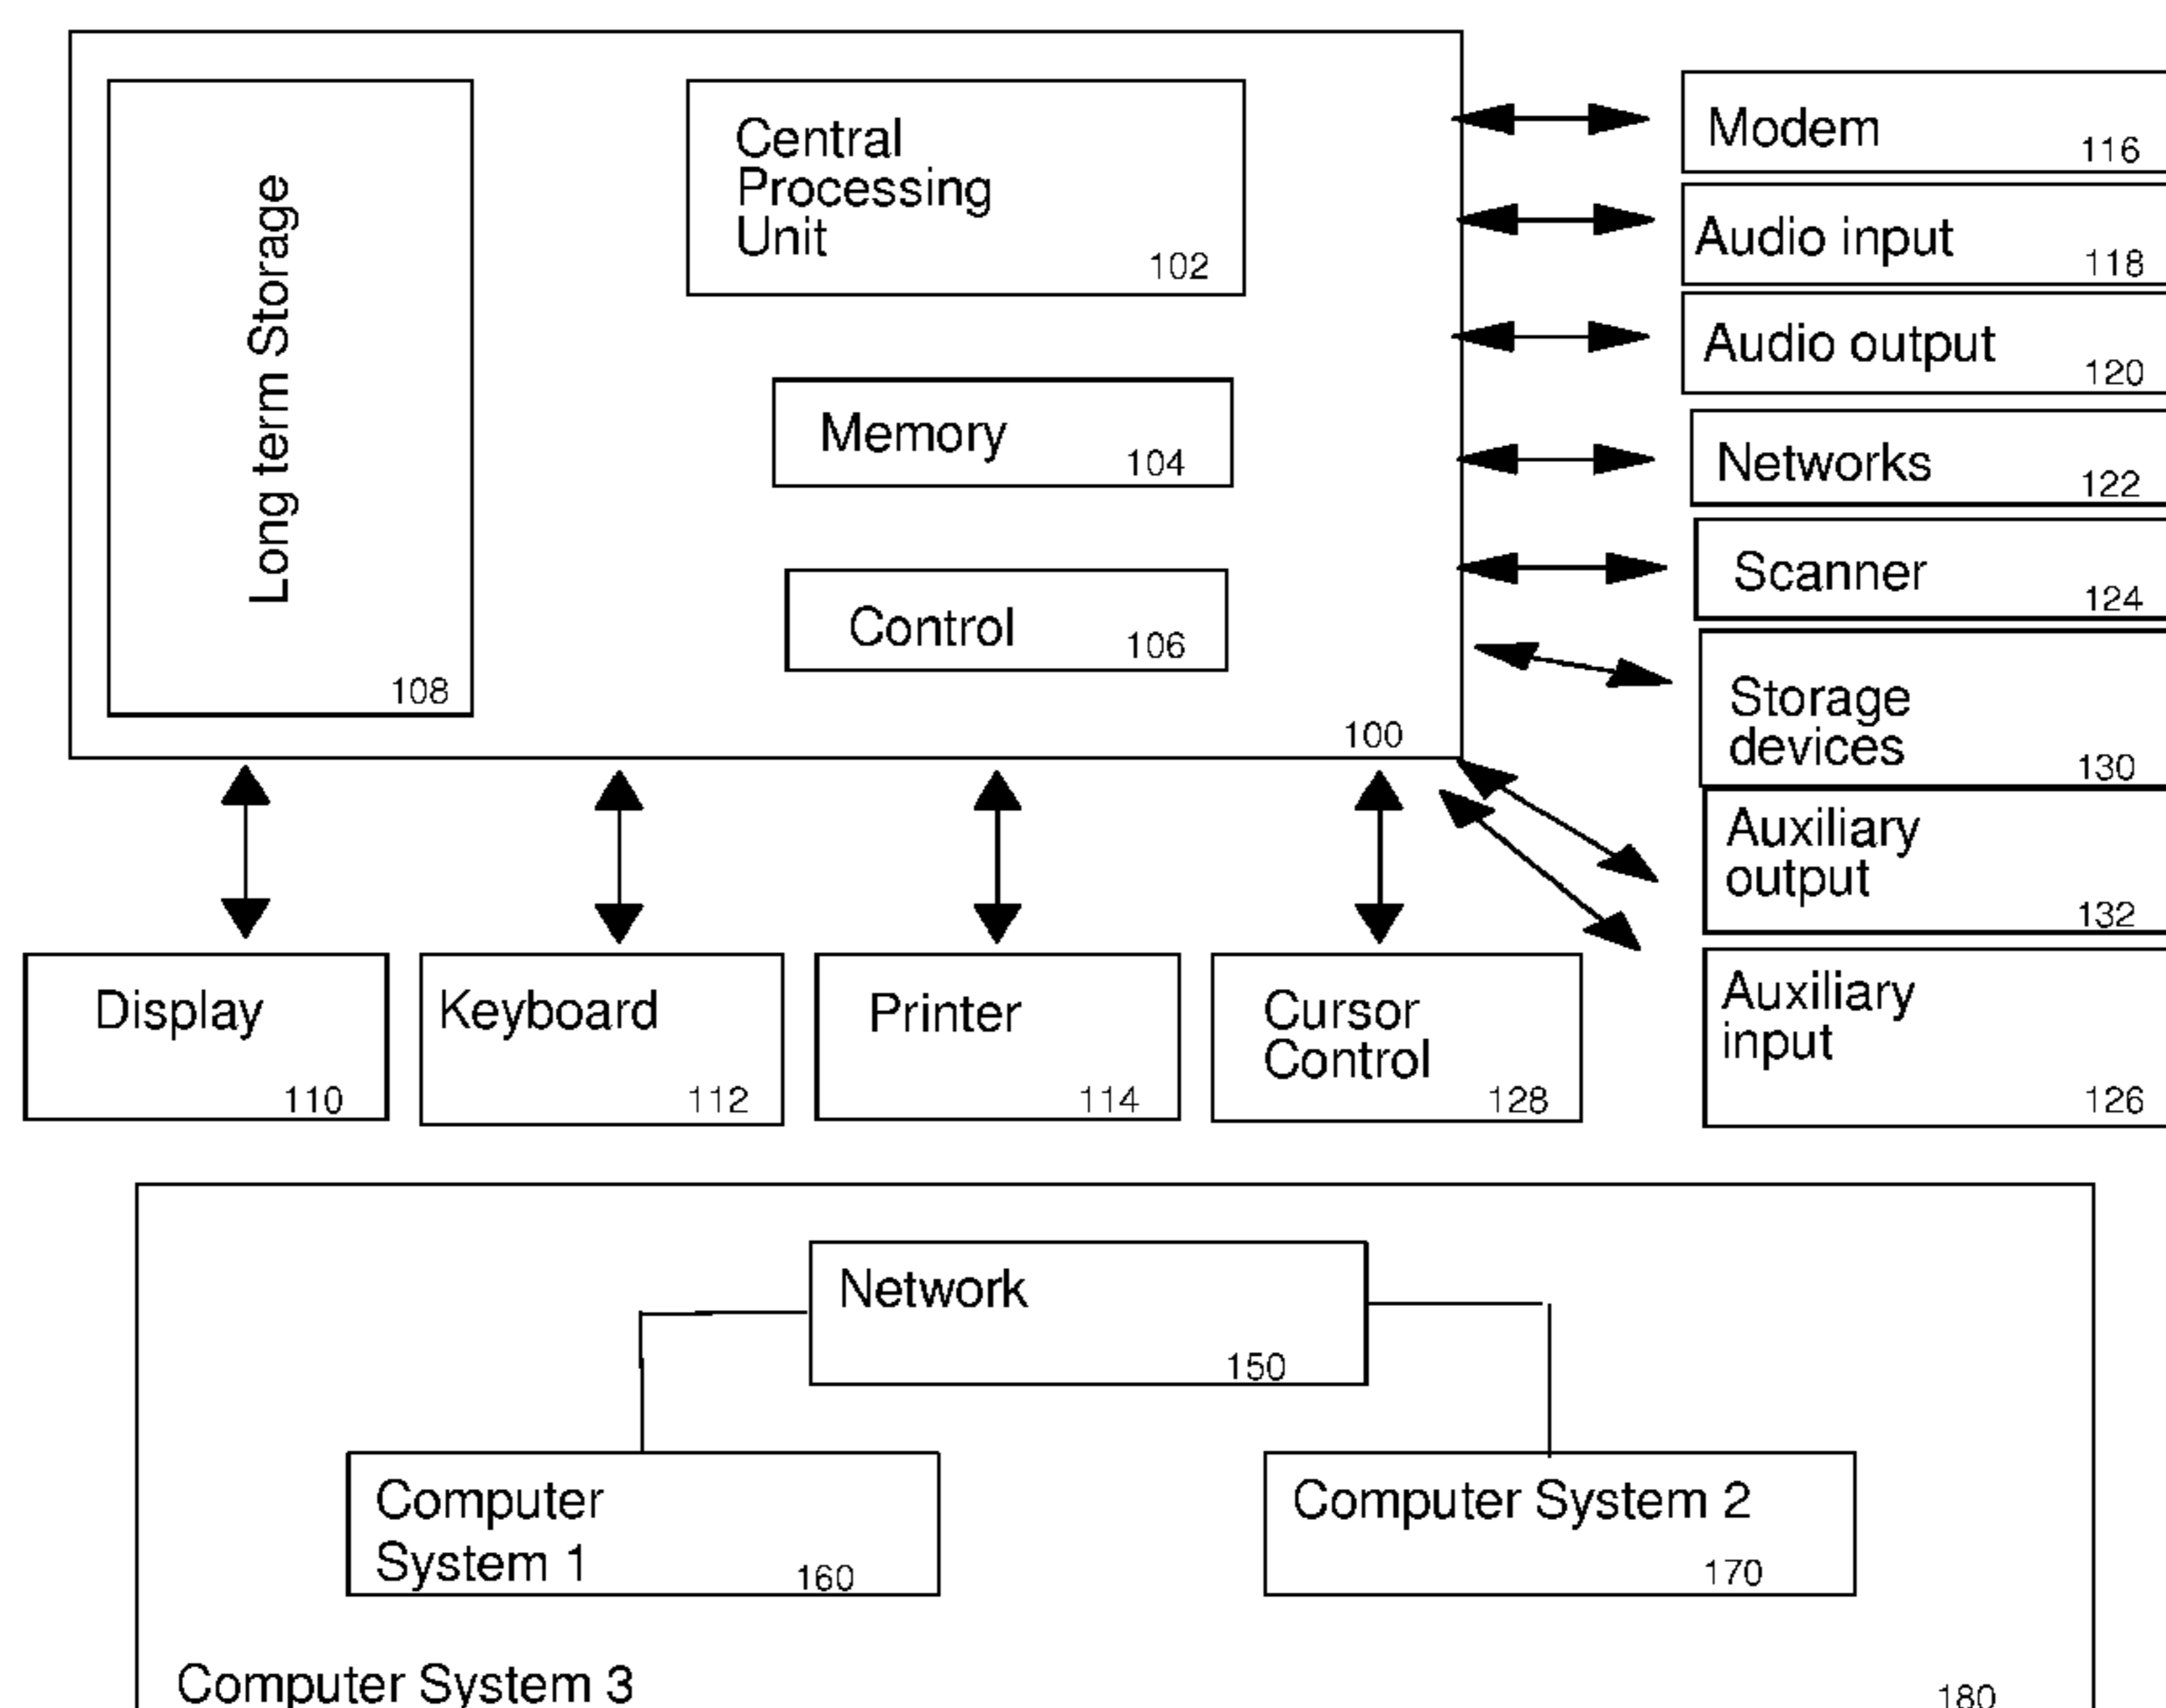 Long term Storage
108
Central
Processing
Unit
102
Memory
104
Control
106
100
Modem
116
Audio input
118
Audio output
120
Networks
122
Scanner
124
Storage
devices
130
Auxiliary
output
132
Auxiliary
input
126
Display
110
Keyboard
112
Printer
114
Cursor
Control
128
Network
150
Computer
System 1
160
Computer System 2
170
Computer System 3
180